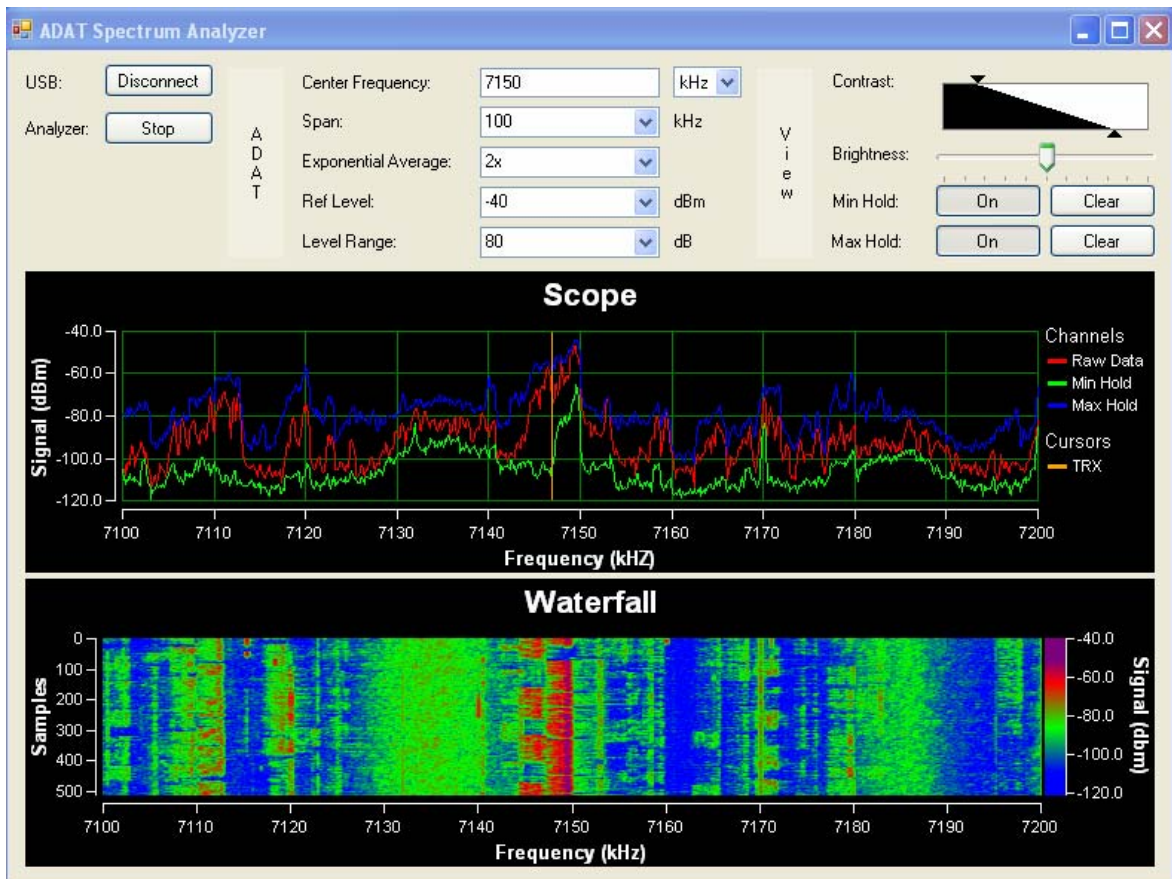 ADAT Spectrum Analyzer
USB: Disconnect
Analyzer: Stop
ADAT
Center Frequency: 7150 kHz
Span: 100 kHz
Exponential Average: 2x
Ref Level: -40 dBm
Level Range: 80 dB
View
Contrast:
Brightness:
Min Hold: On Clear
Max Hold: On Clear
Scope
Signal (dBm)
-40.0
-60.0
-80.0
-100.0
-120.0
7100 7110 7120 7130 7140 7150 7160 7170 7180 7190 7200
Frequency (kHZ)
Channels
Raw Data
Min Hold
Max Hold
Cursors
TRX
Waterfall
Samples
0
100
200
300
400
500
7100 7110 7120 7130 7140 7150 7160 7170 7180 7190 7200
Frequency (kHz)
-40.0
-60.0
-80.0
-100.0
-120.0
Signal (dbm)